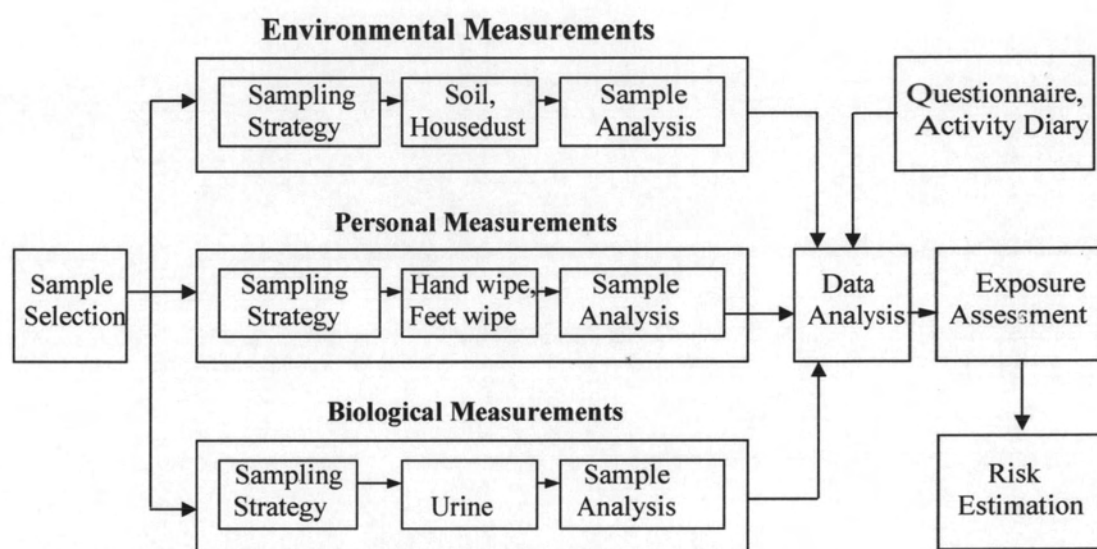 Environmental Measurements
Sampling
Strategy
Soil,
Housedust
Sample
Analysis
Questionnaire,
Activity Diary
Personal Measurements
Sample
Selection
Sampling
Strategy
Hand wipe,
Feet wipe
Sample
Analysis
Data
Analysis
Exposure
Assessment
Biological Measurements
Sampling
Strategy
Urine
Sample
Analysis
Risk
Estimation